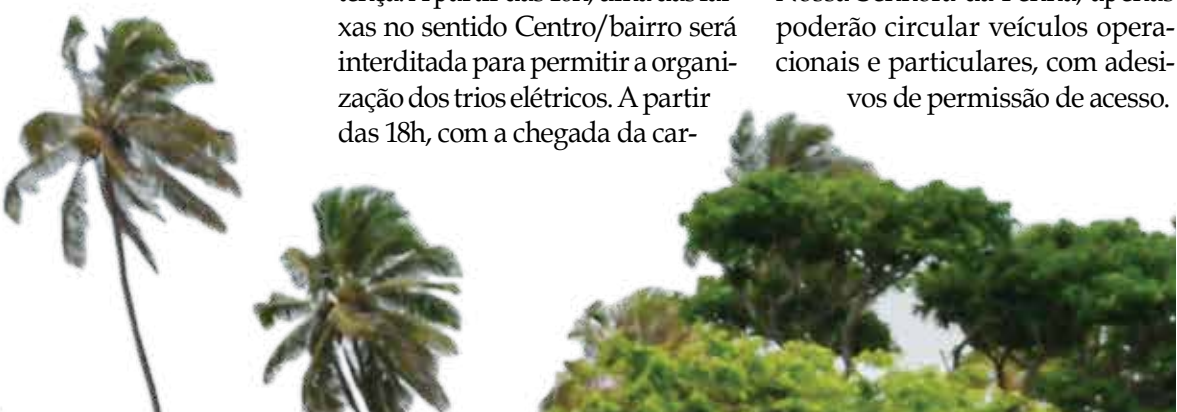 xas no sentido Centro/bairro será
interditada para permitir a organi-
zação dos trios elétricos. A partir
das 18h, com a chegada da car-
poderão circular veículos opera-
cionais e particulares, com adesi-
vos de permissão de acesso.